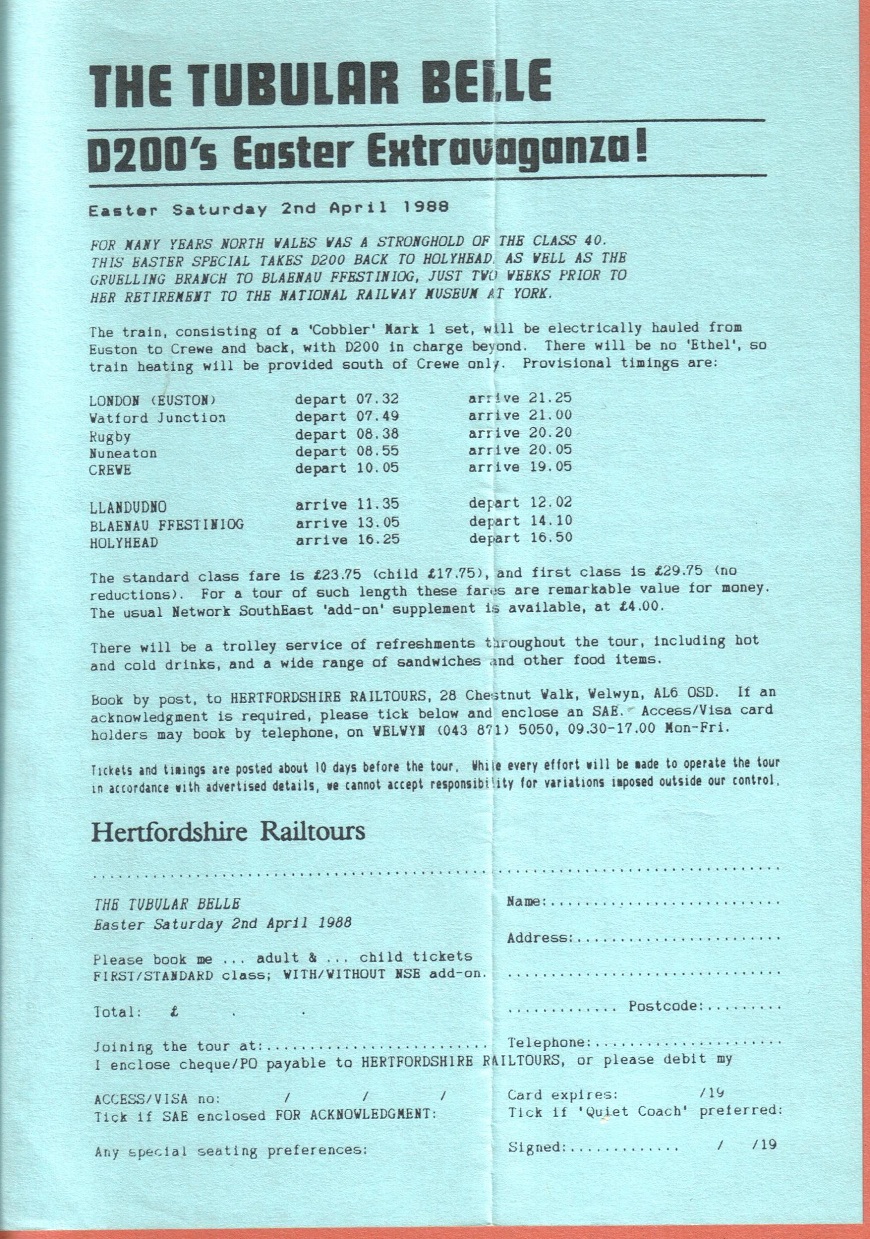 THE TUBULAR BELLE
D200's Easter Extravaganza!
Easter Saturday 2nd April 1988
FOR MANY YEARS NORTH WALES WAS A STRONGHOLD OF THE CLASS 40.
THIS EASTER SPECIAL TAKES D200 BACK TO HOLYHEAD, AS WELL AS THE
GRUELLING BRANCH TO BLAENAU FFESTINIOG, JUST TWO WEEKS PRIOR TO
HER RETIREMENT TO THE NATIONAL RAILWAY MUSEUM AT YORK.
The train, consisting of a 'Cobbler' Mark 1 set, will be electrically hauled from
Euston to Crewe and back, with D200 in charge beyond. There will be no 'Ethel', so
train heating will be provided south of Crewe only. Provisional timings are:
LONDON (EUSTON) depart 07.32 arrive 21.25
Watford Junction depart 07.49 arrive 21.00
Rugby depart 08.38 arrive 20.20
Nuneaton depart 08.55 arrive 20.05
CREWE depart 10.05 arrive 19.05
LLANDUDNO arrive 11.35 depart 12.02
BLAENAU FFESTINIOG arrive 13.05 depart 14.10
HOLYHEAD arrive 16.25 depart 16.50
The standard class fare is £23.75 (child £17.75), and first class is £29.75 (no
reductions). For a tour of such length these fares are remarkable value for money.
The usual Network SouthEast 'add-on' supplement is available, at £4.00.
There will be a trolley service of refreshments throughout the tour, including hot
and cold drinks, and a wide range of sandwiches and other food items.
Book by post, to HERTFORDSHIRE RAILTOURS, 28 Chestnut Walk, Welwyn, AL6 0SD. If an
acknowledgment is required, please tick below and enclose an SAE. Access/Visa card
holders may book by telephone, on WELWYN (043 871) 5050, 09.30-17.00 Mon-Fri.
Tickets and timings are posted about 10 days before the tour. While every effort will be made to operate the tour
in accordance with advertised details, we cannot accept responsibility for variations imposed outside our control.
Hertfordshire Railtours
THE TUBULAR BELLE
Easter Saturday 2nd April 1988
Please book me ... adult & ... child tickets
FIRST/STANDARD class; WITH/WITHOUT NSE add-on.
Total: £ . .
Name:..........................
Address:.......................
............. Postcode:.........
Joining the tour at:......................... Telephone:.....................
I enclose cheque/PO payable to HERTFORDSHIRE RAILTOURS, or please debit my
ACCESS/VISA no: / / / Card expires: /19
Tick if SAE enclosed FOR ACKNOWLEDGMENT: Tick if 'Quiet Coach' preferred:
Any special seating preferences: Signed:............. / /19